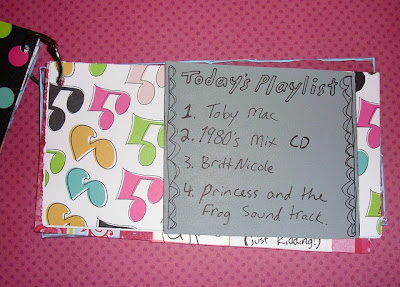 Today's Playlist
1. Toby Mac
2. 1980's Mix CD
3. Britt Nicole
4. Princess and the
Frog Sound track.
(just kidding!)